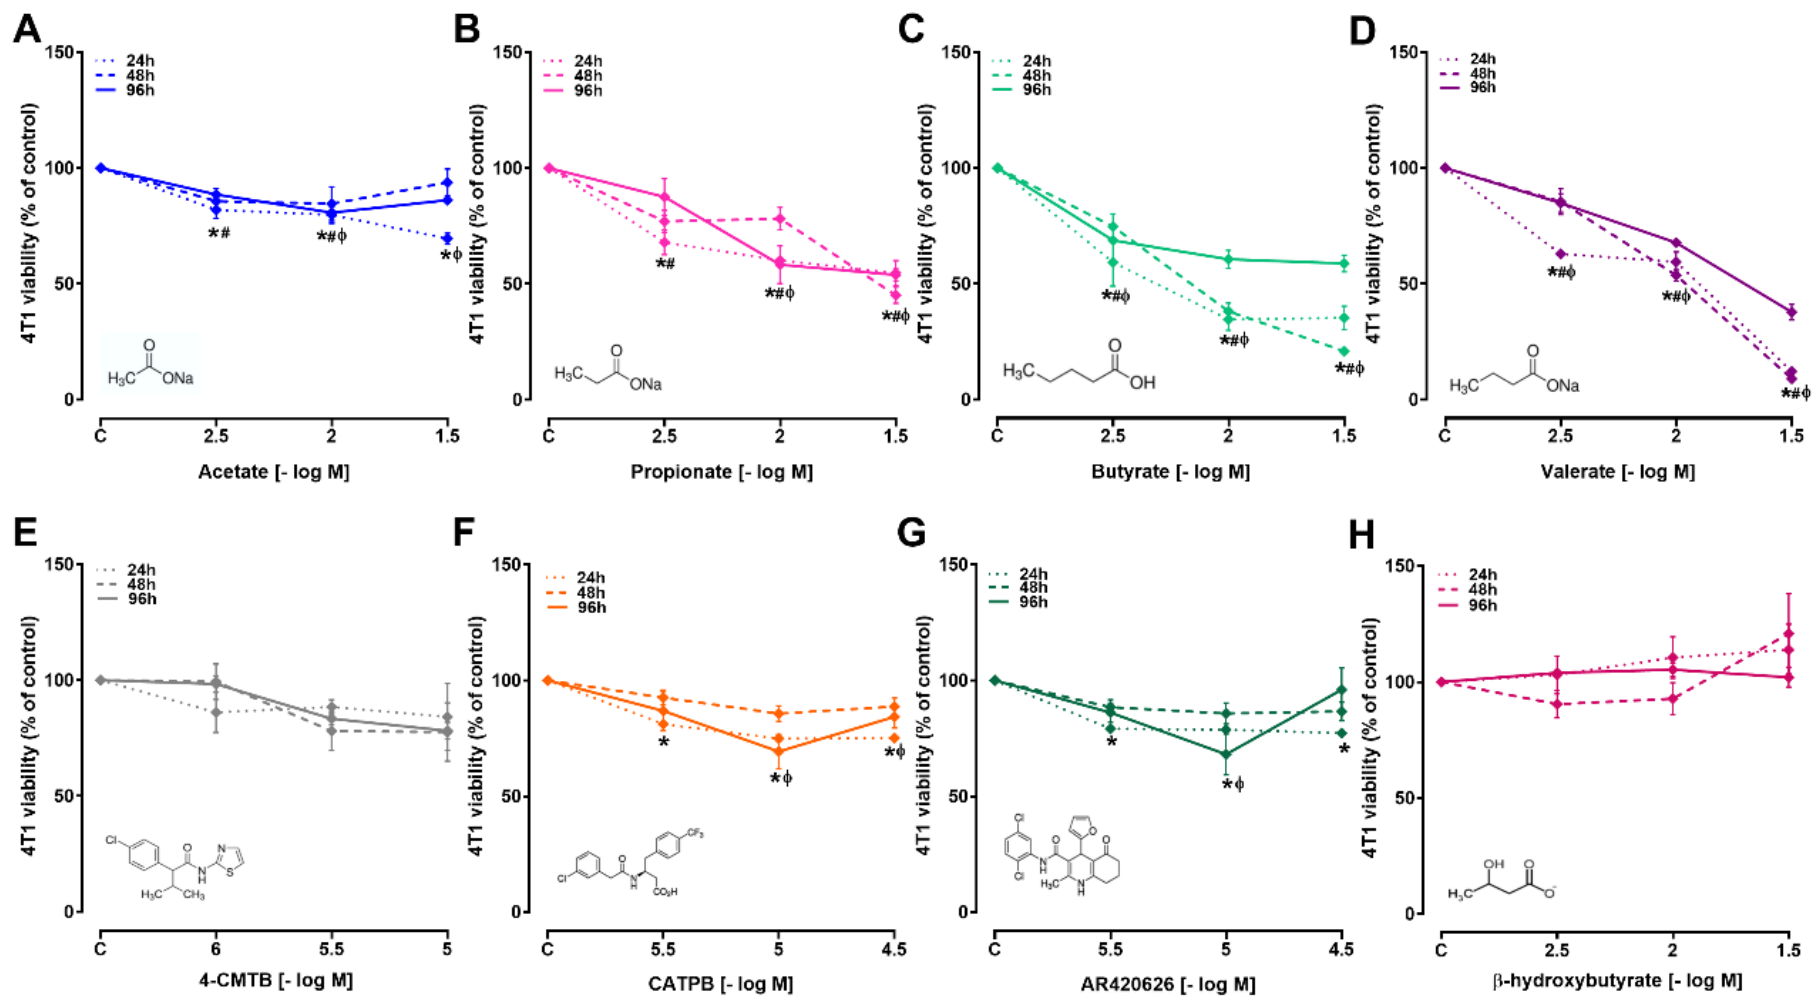 A
150
100
50
0
4T1 viability (% of control)
24h
48h
96h
*#
*#ϕ
*ϕ
H₃C
O
ONa
C
2.5
2
1.5
Acetate [- log M]
B
150
100
50
0
4T1 viability (% of control)
24h
48h
96h
*#
*#ϕ
*#ϕ
H₃C
O
ONa
C
2.5
2
1.5
Propionate [- log M]
C
150
100
50
0
4T1 viability (% of control)
24h
48h
96h
*#ϕ
*#ϕ
*#ϕ
H₃C
O
OH
C
2.5
2
1.5
Butyrate [- log M]
D
150
100
50
0
4T1 viability (% of control)
24h
48h
96h
*#ϕ
*#ϕ
*#ϕ
H₃C
O
ONa
C
2.5
2
1.5
Valerate [- log M]
E
150
100
50
0
4T1 viability (% of control)
24h
48h
96h
Cl
O
N
N
H
S
H₃C
CH₃
C
6
5.5
5
4-CMTB [- log M]
F
150
100
50
0
4T1 viability (% of control)
24h
48h
96h
*
*ϕ
*ϕ
CF₃
Cl
O
N
H
CO₂H
C
5.5
5
4.5
CATPB [- log M]
G
150
100
50
0
4T1 viability (% of control)
24h
48h
96h
*
*ϕ
*
Cl
O
O
O
NH
Cl
H₃C
N
H
C
5.5
5
4.5
AR420626 [- log M]
H
150
100
50
0
4T1 viability (% of control)
24h
48h
96h
OH
O
H₃C
O⁻
C
2.5
2
1.5
β-hydroxybutyrate [- log M]